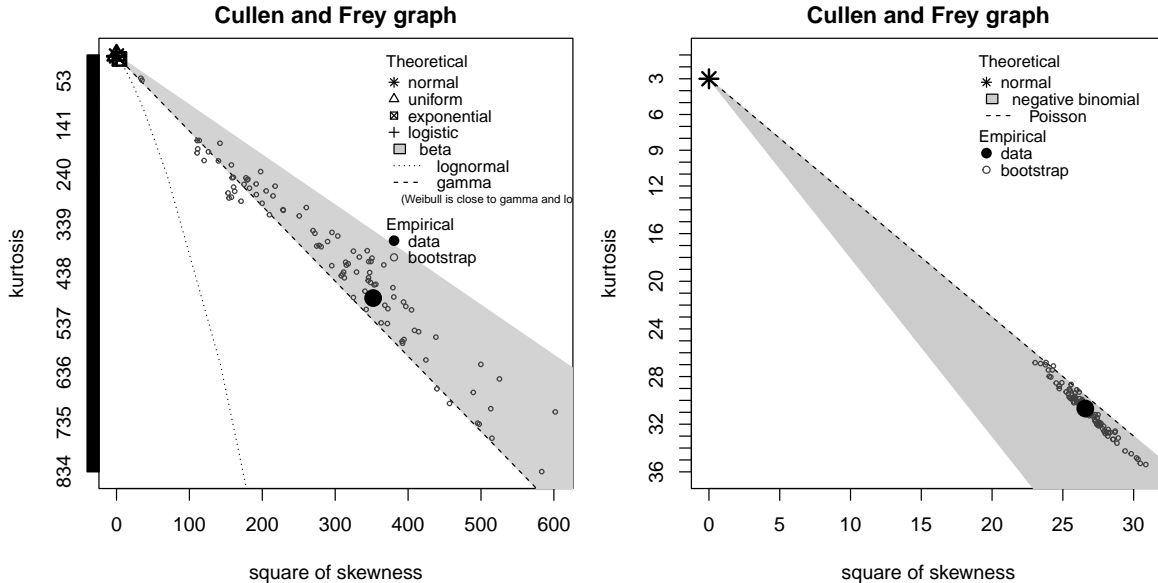 Cullen and Frey graph
kurtosis
53
141
240
339
438
537
636
735
834
0
100
200
300
400
500
600
square of skewness
Theoretical
normal
uniform
exponential
logistic
beta
lognormal
gamma
(Weibull is close to gamma and lo
Empirical
data
bootstrap
Cullen and Frey graph
kurtosis
3
6
9
12
16
20
24
28
32
36
0
5
10
15
20
25
30
square of skewness
Theoretical
normal
negative binomial
Poisson
Empirical
data
bootstrap